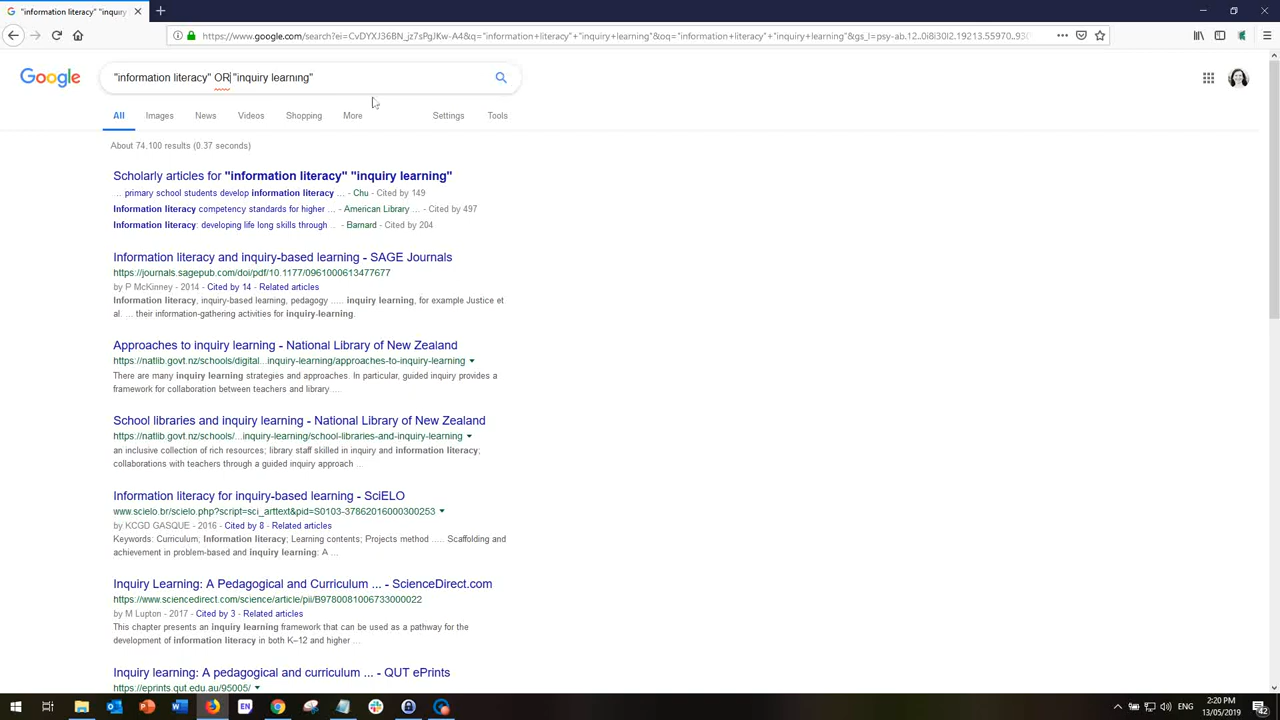 "information literacy" "inquiry
https://www.google.com/search?ei=CvDYXJ36BN_jz7sPgJKw-A4&q="information+literacy"+"inquiry+learning"&oq="information+literacy"+"inquiry+learning"&gs_l=psy-ab.12..0i8i30l2.19213.55970..93
Google
"information literacy" OR "inquiry learning"
All Images News Videos Shopping More Settings Tools
About 74,100 results (0.37 seconds)
Scholarly articles for "information literacy" "inquiry learning"
... primary school students develop information literacy ... - Chu - Cited by 149
Information literacy competency standards for higher ... - American Library ... - Cited by 497
Information literacy: developing life long skills through ... - Barnard - Cited by 204
Information literacy and inquiry-based learning - SAGE Journals
https://journals.sagepub.com/doi/pdf/10.1177/0961000613477677
by P McKinney - 2014 - Cited by 14 - Related articles
Information literacy, inquiry-based learning, pedagogy ..... inquiry learning, for example Justice et
al. ... their information-gathering activities for inquiry-learning.
Approaches to inquiry learning - National Library of New Zealand
https://natlib.govt.nz/schools/digital...inquiry-learning/approaches-to-inquiry-learning
There are many inquiry learning strategies and approaches. In particular, guided inquiry provides a
framework for collaboration between teachers and library ....
School libraries and inquiry learning - National Library of New Zealand
https://natlib.govt.nz/schools/...inquiry-learning/school-libraries-and-inquiry-learning
an inclusive collection of rich resources; library staff skilled in inquiry and information literacy;
collaborations with teachers through a guided inquiry approach ...
Information literacy for inquiry-based learning - SciELO
www.scielo.br/scielo.php?script=sci_arttext&pid=S0103-37862016000300253
by KCGD GASQUE - 2016 - Cited by 8 - Related articles
Keywords: Curriculum; Information literacy; Learning contents; Projects method ..... Scaffolding and
achievement in problem-based and inquiry learning: A ...
Inquiry Learning: A Pedagogical and Curriculum ... - ScienceDirect.com
https://www.sciencedirect.com/science/article/pii/B9780081006733000022
by M Lupton - 2017 - Cited by 3 - Related articles
This chapter presents an inquiry learning framework that can be used as a pathway for the
development of information literacy in both K–12 and higher ...
Inquiry learning: A pedagogical and curriculum ... - QUT ePrints
https://eprints.qut.edu.au/95005/
EN
ENG
2:20 PM
13/05/2019
42